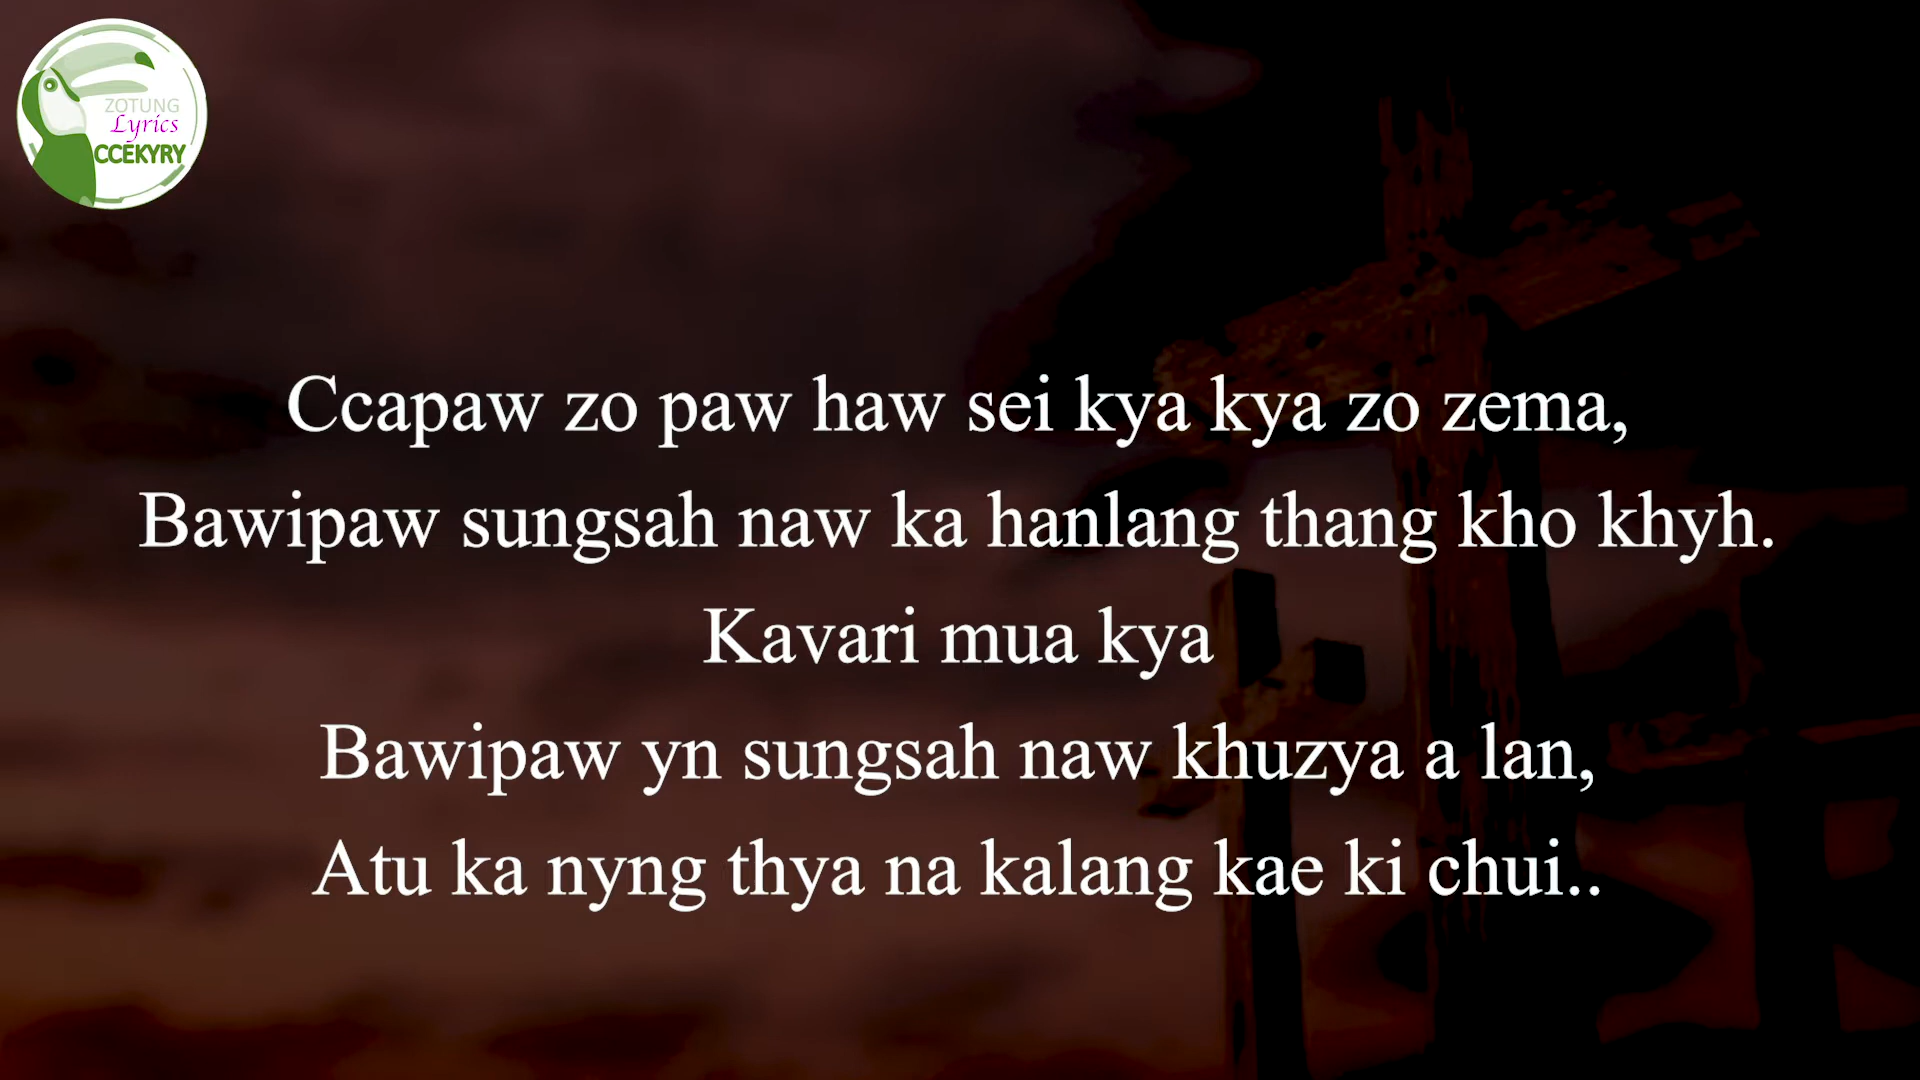 ZOTUNG
Lyrics
CCEKYRY
Ccapaw zo paw haw sei kya kya zo zema,
Bawipaw sungsah naw ka hanlang thang kho khyh.
Kavari mua kya
Bawipaw yn sungsah naw khuzya a lan,
Atu ka nyng thya na kalang kae ki chui..